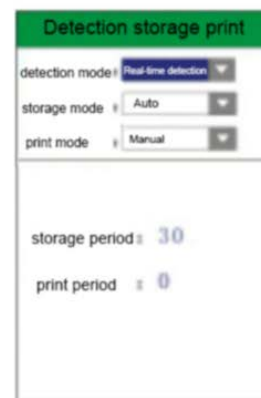 Detection storage print
detection mode: Real-time detection
storage mode : Auto
print mode : Manual
storage period: 30
print period : 0